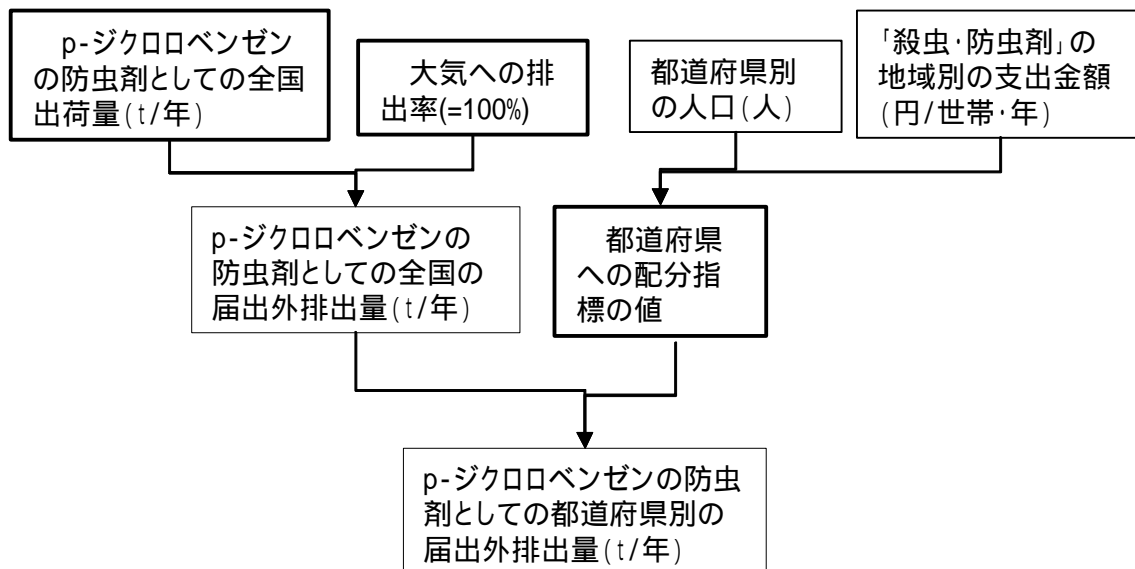 p-ジクロロベンゼン
の防虫剤としての全国
出荷量(t/年)
大気への排
出率(=100%)
都道府県別
の人口(人)
「殺虫・防虫剤」の
地域別の支出金額
(円/世帯・年)
p-ジクロロベンゼンの
防虫剤としての全国の
届出外排出量(t/年)
都道府県
への配分指
標の値
p-ジクロロベンゼンの防虫
剤としての都道府県別の
届出外排出量(t/年)